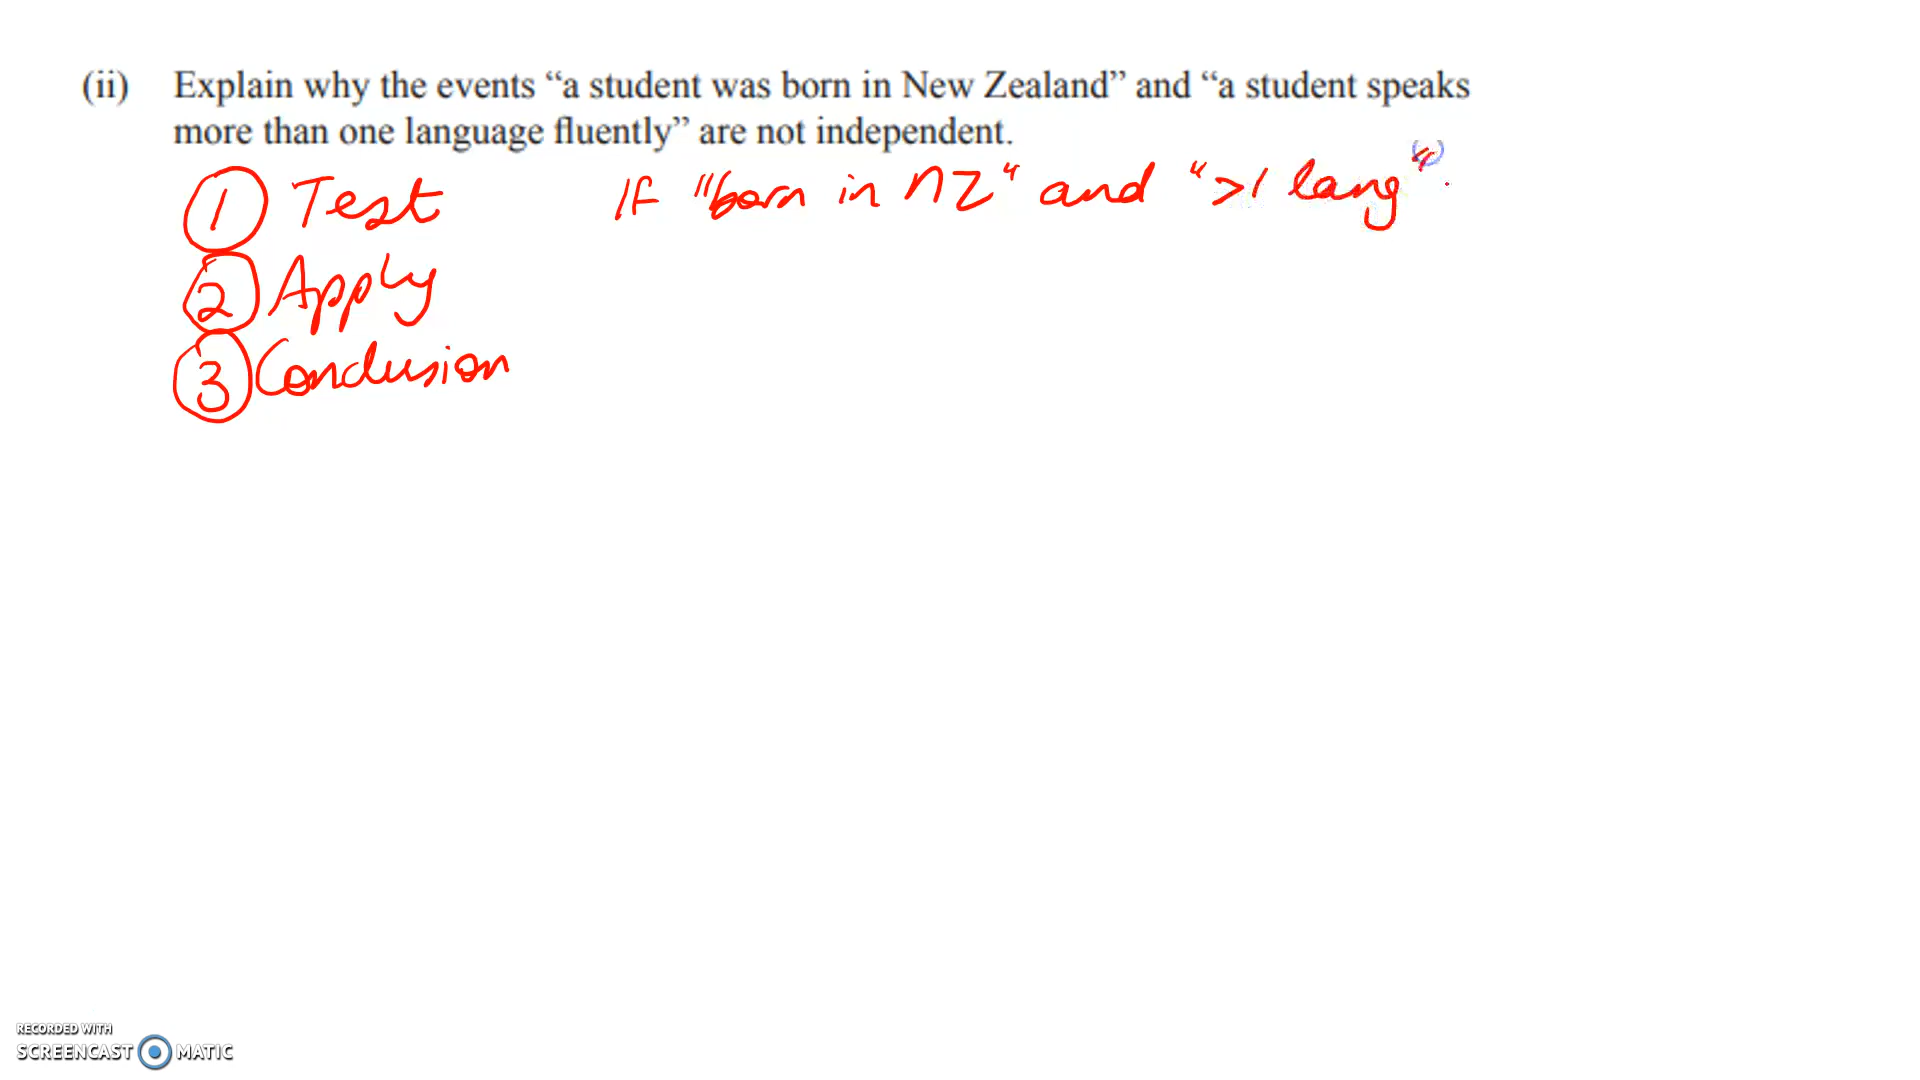 (ii) Explain why the events “a student was born in New Zealand” and “a student speaks
more than one language fluently” are not independent.
1 Test If "born in NZ" and ">1 lang"
2 Apply
3 Conclusion
RECORDED WITH
SCREENCAST MATIC